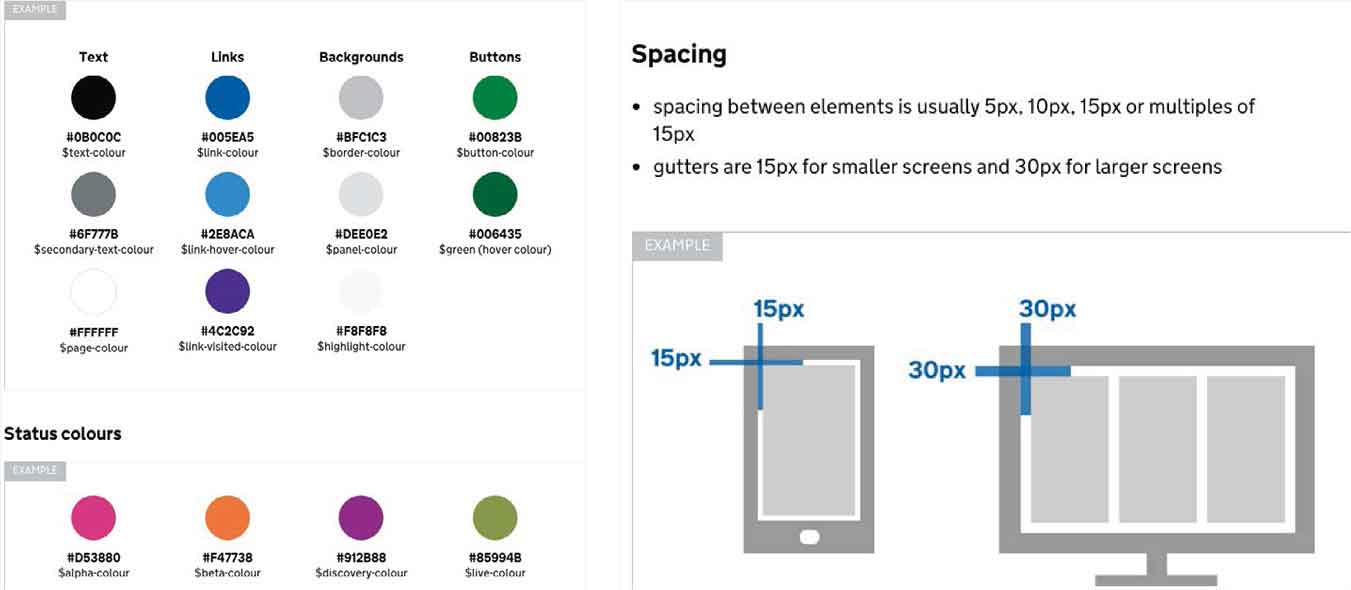 EXAMPLE
Text Links Backgrounds Buttons
#0B0C0C #005EA5 #BFC1C3 #00823B
$text-colour $link-colour $border-colour $button-colour
#6F777B #2E8ACA #DEE0E2 #006435
$secondary-text-colour $link-hover-colour $panel-colour $green (hover colour)
#FFFFFF #4C2C92 #F8F8F8
$page-colour $link-visited-colour $highlight-colour
Status colours
EXAMPLE
#D53880 #F47738 #912B88 #85994B
$alpha-colour $beta-colour $discovery-colour $live-colour
Spacing
• spacing between elements is usually 5px, 10px, 15px or multiples of
15px
• gutters are 15px for smaller screens and 30px for larger screens
EXAMPLE
15px
15px
30px
30px